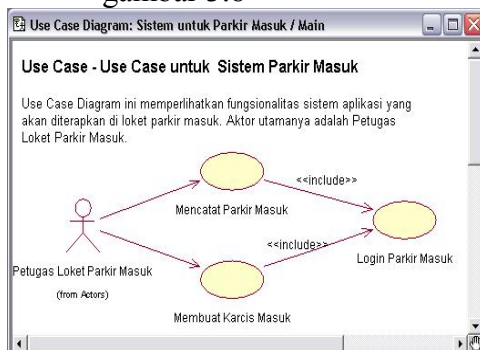 gambar 3.6
Use Case Diagram: Sistem untuk Parkir Masuk / Main
Use Case - Use Case untuk Sistem Parkir Masuk
Use Case Diagram ini memperlihatkan fungsionalitas sistem aplikasi yang
akan diterapkan di loket parkir masuk. Aktor utamanya adalah Petugas
Loket Parkir Masuk.
<<include>>
Mencatat Parkir Masuk
<<include>>
Login Parkir Masuk
Petugas Loket Parkir Masuk
(from Actors)
Membuat Karcis Masuk